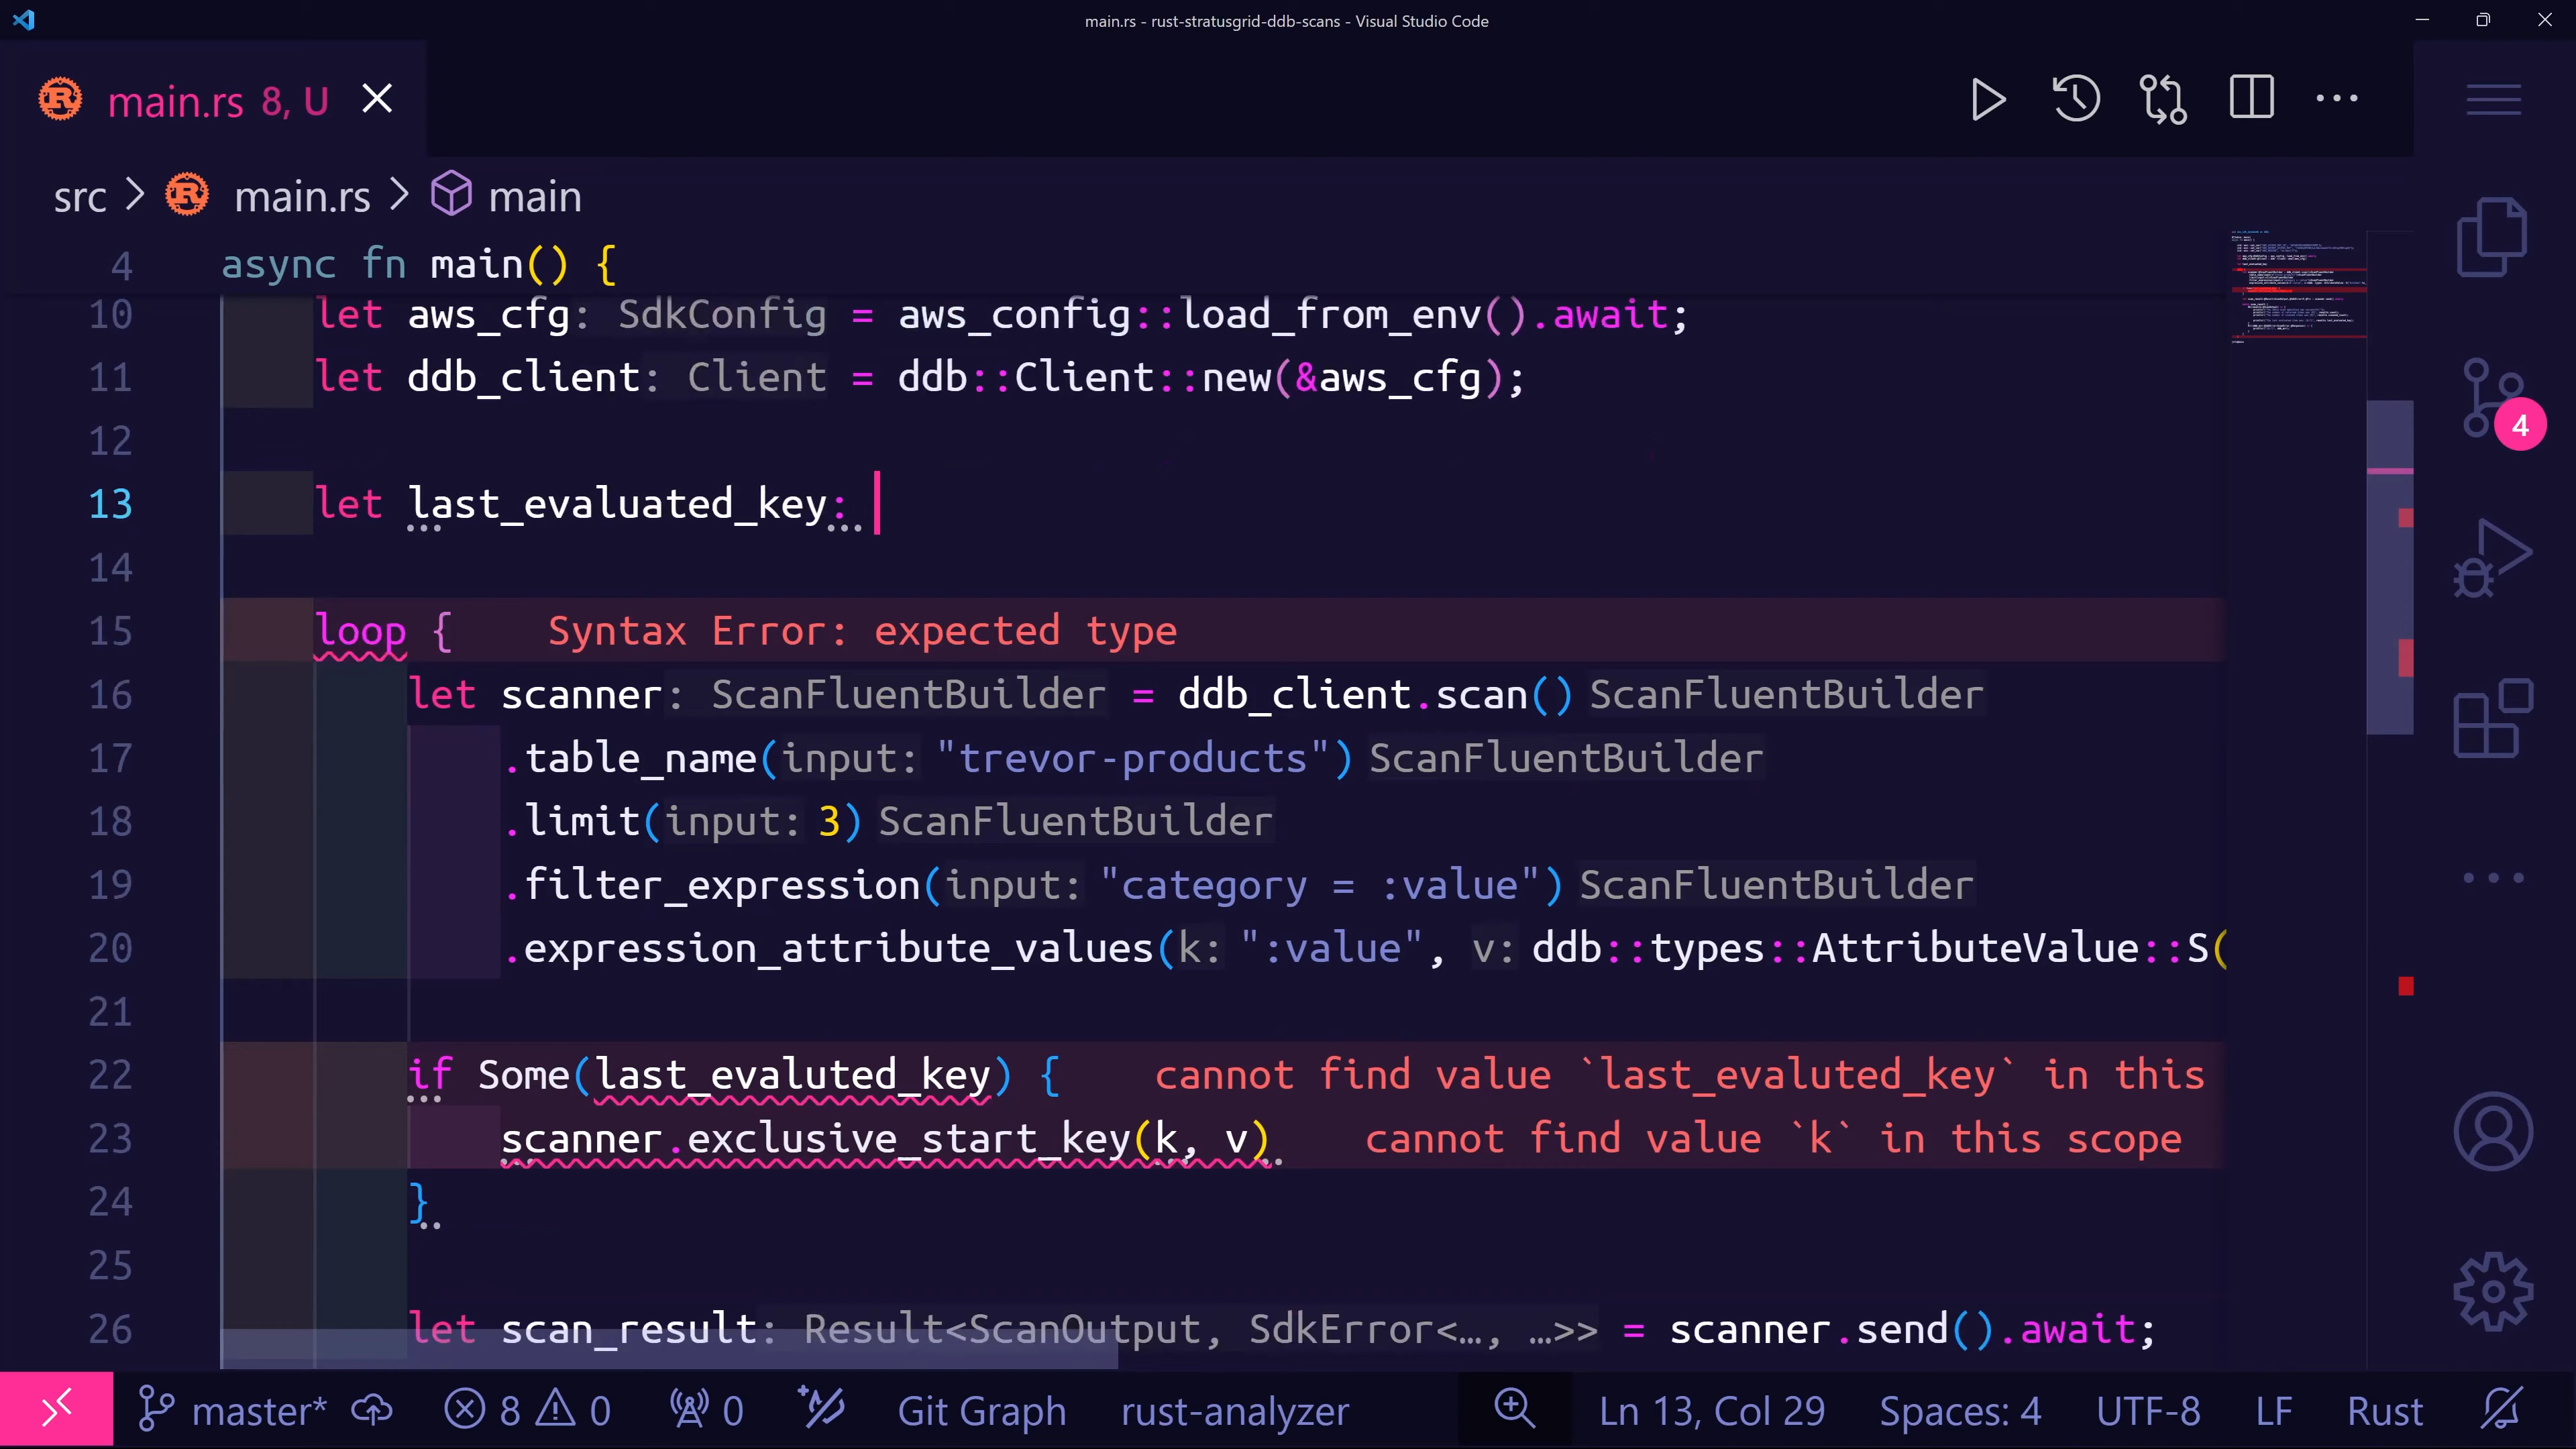 main.rs - rust-stratusgrid-ddb-scans - Visual Studio Code
main.rs 8, U
src > main.rs > main
4 async fn main() {
10 let aws_cfg: SdkConfig = aws_config::load_from_env().await;
11 let ddb_client: Client = ddb::Client::new(&aws_cfg);
12
4
13 let last_evaluated_key:
14
15 loop { Syntax Error: expected type
16 let scanner: ScanFluentBuilder = ddb_client.scan() ScanFluentBuilder
17 .table_name(input: "trevor-products") ScanFluentBuilder
18 .limit(input: 3) ScanFluentBuilder
19 .filter_expression(input: "category = :value") ScanFluentBuilder
20 .expression_attribute_values(k: ":value", v: ddb::types::AttributeValue::S(
21
22 if Some(last_evaluted_key) { cannot find value `last_evaluted_key` in this
23 scanner.exclusive_start_key(k, v) cannot find value `k` in this scope
24 }
25
26 let scan_result: Result<ScanOutput, SdkError<…, …>> = scanner.send().await;
master* 8 0 0 Git Graph rust-analyzer Ln 13, Col 29 Spaces: 4 UTF-8 LF Rust